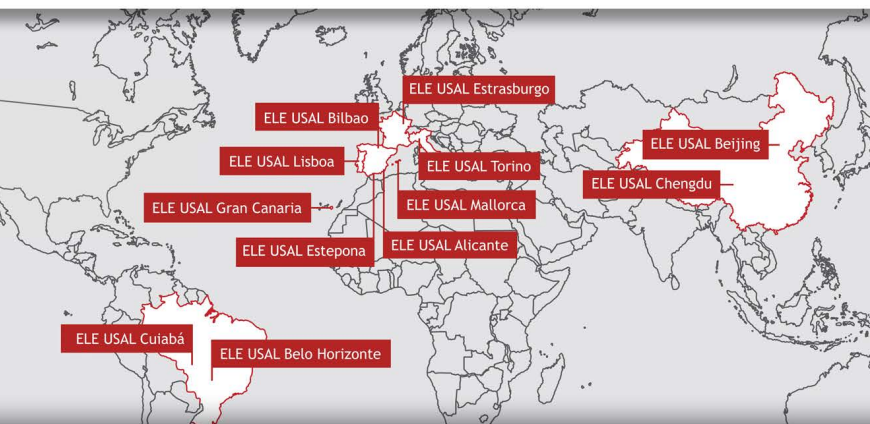 ELE USAL Estrasburgo
ELE USAL Bilbao
ELE USAL Beijing
ELE USAL Lisboa
ELE USAL Torino
ELE USAL Chengdu
ELE USAL Gran Canaria
ELE USAL Mallorca
ELE USAL Estepona
ELE USAL Alicante
ELE USAL Cuiabá
ELE USAL Belo Horizonte